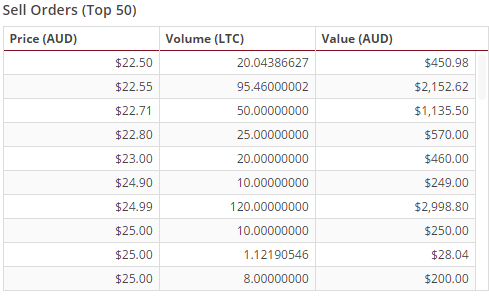 Sell Orders (Top 50)
Price (AUD) Volume (LTC) Value (AUD)
$22.50 20.04386627 $450.98
$22.55 95.46000002 $2,152.62
$22.71 50.00000000 $1,135.50
$22.80 25.00000000 $570.00
$23.00 20.00000000 $460.00
$24.90 10.00000000 $249.00
$24.99 120.00000000 $2,998.80
$25.00 10.00000000 $250.00
$25.00 1.12190546 $28.04
$25.00 8.00000000 $200.00